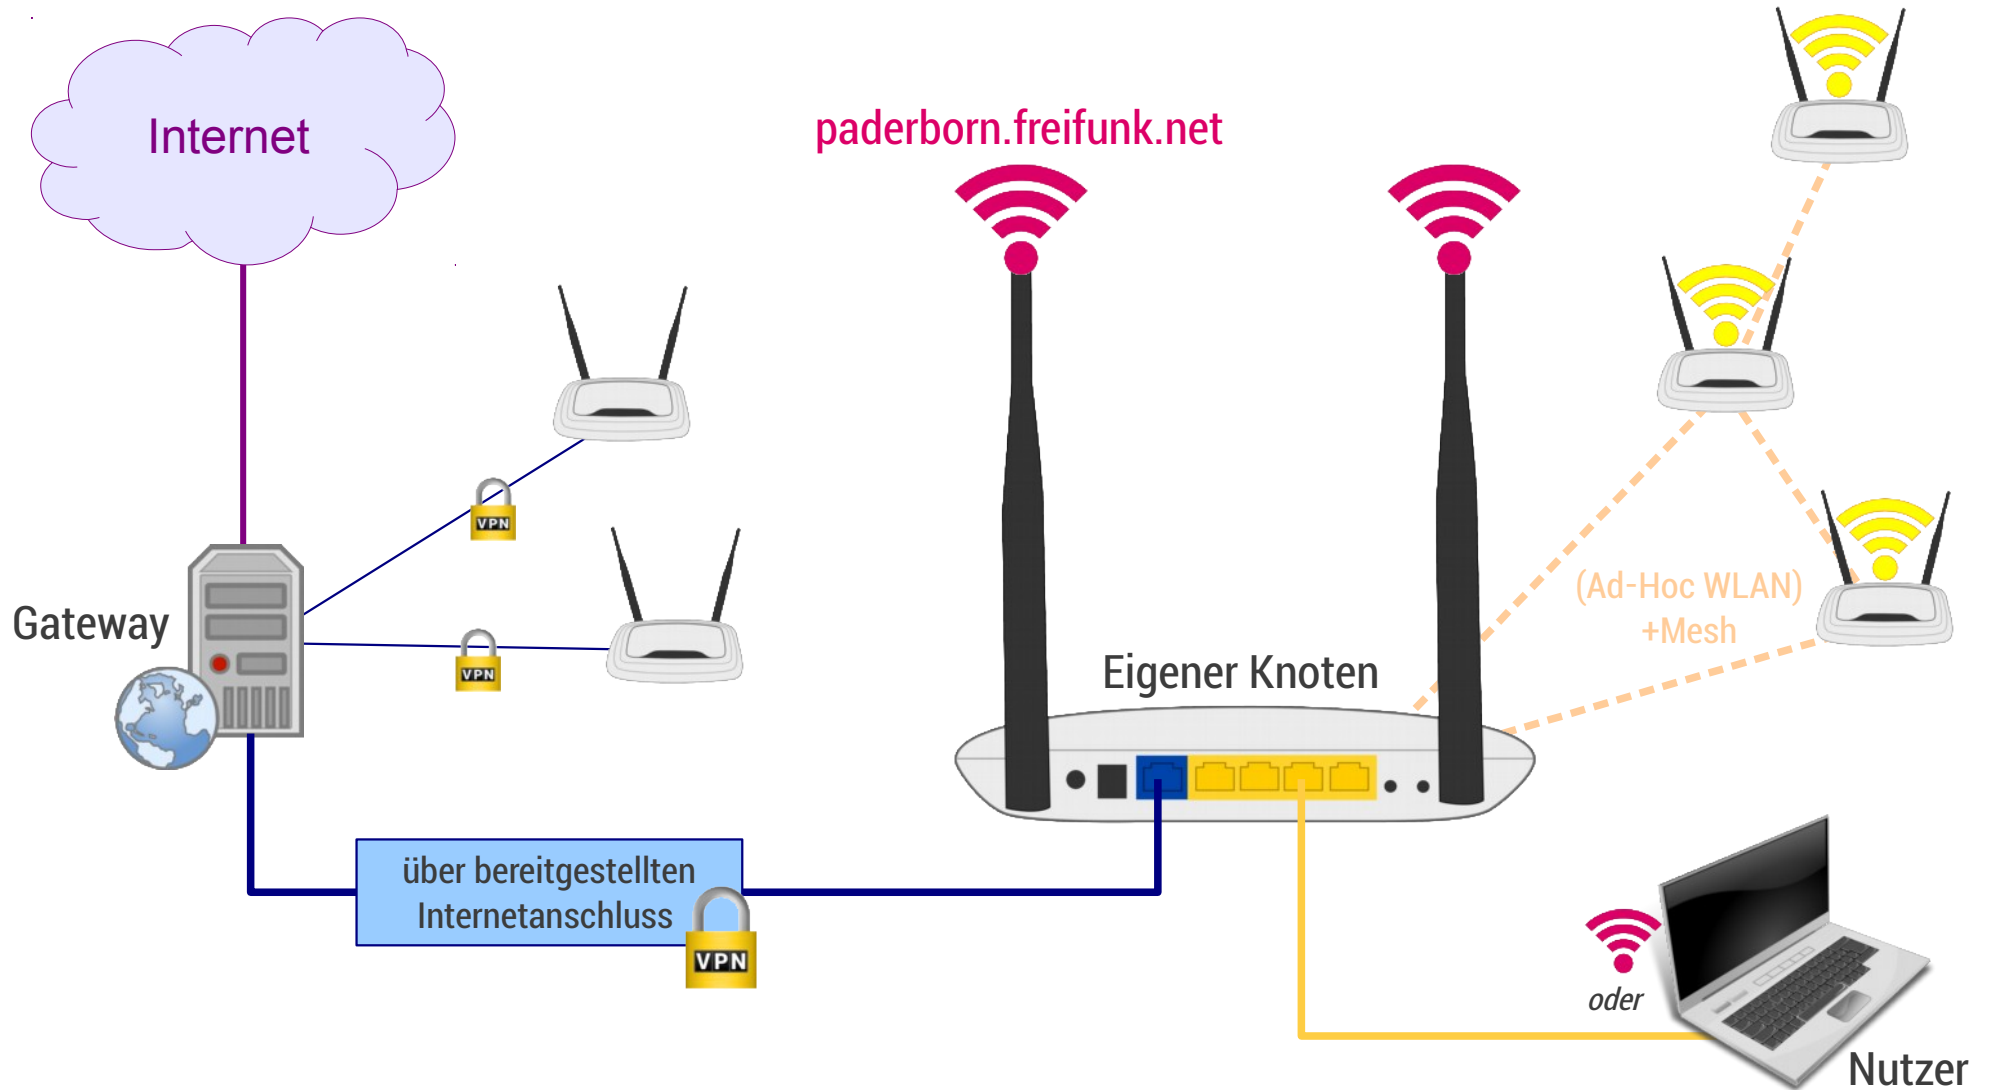 Internet
paderborn.freifunk.net
VPN
Gateway
VPN
(Ad-Hoc WLAN)
+Mesh
Eigener Knoten
über bereitgestellten
Internetanschluss
VPN
oder
Nutzer